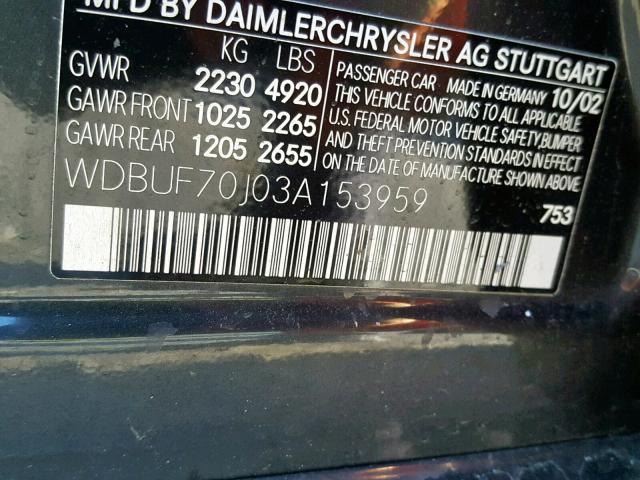 MFD BY DAIMLERCHRYSLER AG STUTTGART
KG LBS
GVWR 2230 4920
GAWR FRONT 1025 2265
GAWR REAR 1205 2655
PASSENGER CAR MADE IN GERMANY 10/02
THIS VEHICLE CONFORMS TO ALL APPLICABLE
U.S. FEDERAL MOTOR VEHICLE SAFETY, BUMPER
AND THEFT PREVENTION STANDARDS IN EFFECT
ON THE DATE OF MANUFACTURE SHOWN ABOVE
WDBUF70J03A153959
753